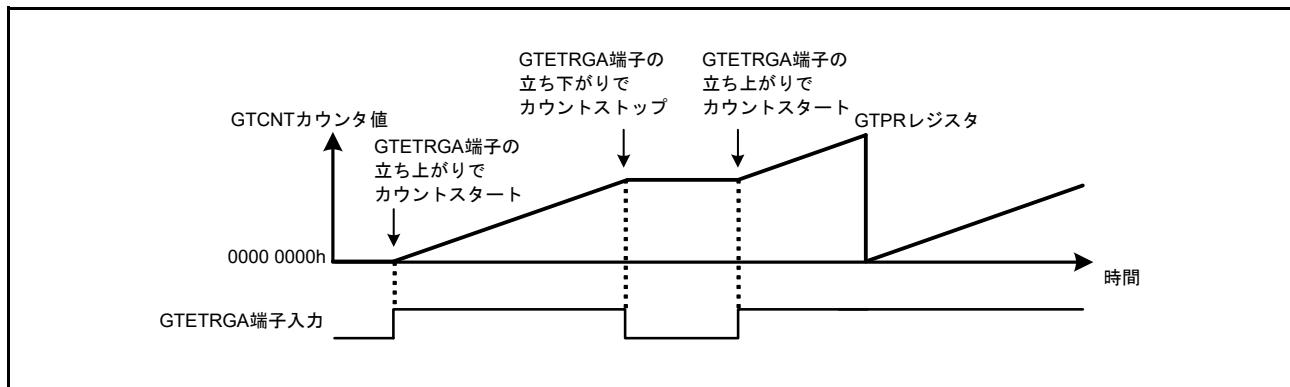 GTETRGA端子の
立ち下がりで
カウントストップ
GTETRGA端子の
立ち上がりで
カウントスタート
GTCNTカウンタ値
GTPRレジスタ
GTETRGA端子の
立ち上がりで
カウントスタート
0000 0000h
時間
GTETRGA端子入力